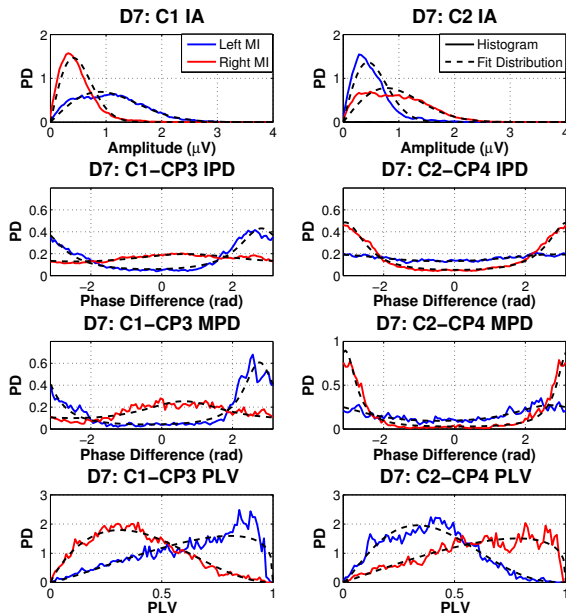 D7: C1 IA
D7: C2 IA
PD
2
1
0
Left MI
Right MI
0 1 2 3 4
Amplitude (μV)
2
1
0
Histogram
Fit Distribution
0 1 2 3 4
Amplitude (μV)
D7: C1−CP3 IPD
D7: C2−CP4 IPD
PD
0.6
0.4
0.2
0
−2 0 2
Phase Difference (rad)
PD
0.6
0.4
0.2
0
−2 0 2
Phase Difference (rad)
D7: C1−CP3 MPD
D7: C2−CP4 MPD
PD
0.6
0.4
0.2
0
−2 0 2
Phase Difference (rad)
PD
1
0.5
0
−2 0 2
Phase Difference (rad)
D7: C1−CP3 PLV
D7: C2−CP4 PLV
PD
3
2
1
0
0 0.5 1
PLV
PD
3
2
1
0
0 0.5 1
PLV